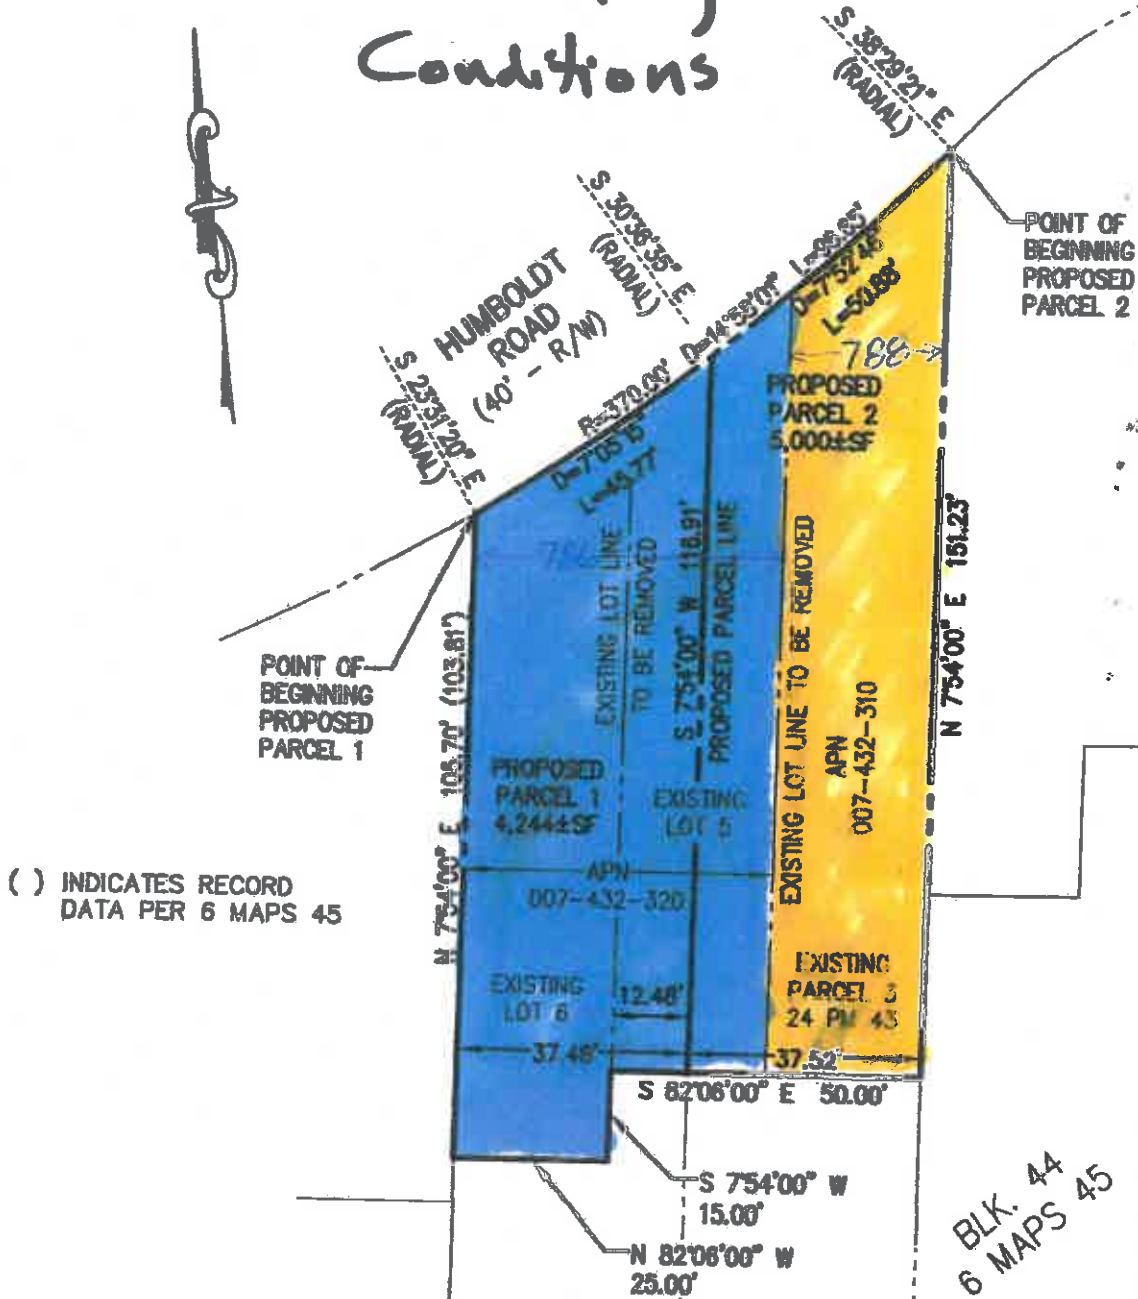 Conditions
S 38°29'21" E
(RADIAL)
S 30°36'35" E
(RADIAL)
HUMBOLDT
ROAD
(40' - R/W)
S 23°31'20" E
(RADIAL)
POINT OF
BEGINNING
PROPOSED
PARCEL 2
R=370.00'
D=14°58'01"
L=96.65'
D=7°52'46"
L=50.88'
D=7°05'15"
L=45.77'
788
PROPOSED
PARCEL 2
5,000±SF
EXISTING LOT LINE
TO BE REMOVED
S 7°54'00" W 118.91'
PROPOSED PARCEL LINE
EXISTING LOT LINE TO BE REMOVED
APN
007-432-310
N 7°54'00" E 151.23'
POINT OF
BEGINNING
PROPOSED
PARCEL 1
N 7°54'00" E 105.70' (103.81')
PROPOSED
PARCEL 1
4,244±SF
EXISTING
LOT 5
( ) INDICATES RECORD
DATA PER 6 MAPS 45
APN
007-432-320
EXISTING
LOT 6
12.48'
EXISTING
PARCEL 3
24 PM 43
37.48'
37.52'
S 82°06'00" E 50.00'
S 7°54'00" W
15.00'
N 82°06'00" W
25.00'
BLK. 44
6 MAPS 45